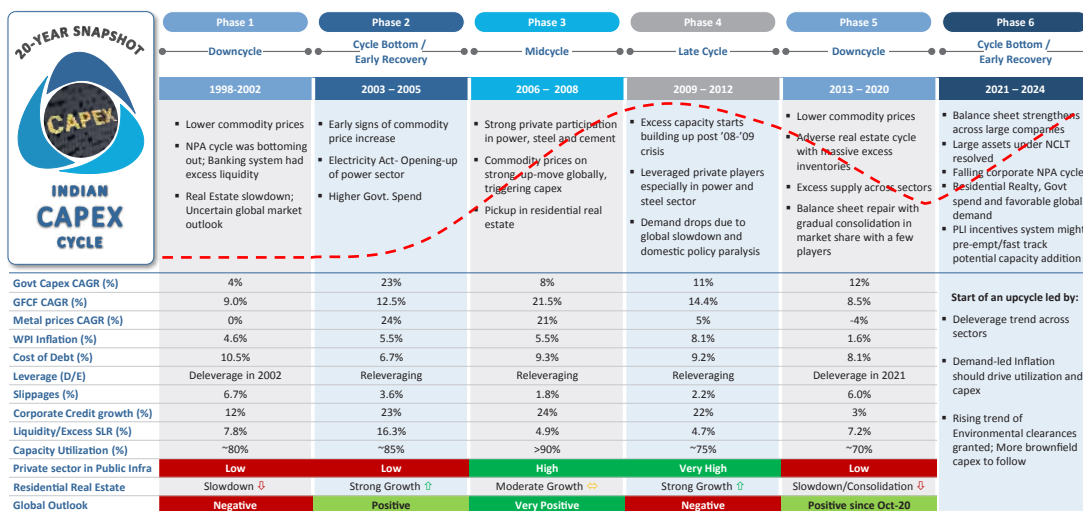 20-YEAR SNAPSHOT
CAPEX
INDIAN
CAPEX
CYCLE
Phase 1
Phase 2
Phase 3
Phase 4
Phase 5
Phase 6
Downcycle
Cycle Bottom /
Early Recovery
Midcycle
Late Cycle
Downcycle
Cycle Bottom /
Early Recovery
1998-2002
2003 – 2005
2006 – 2008
2009 – 2012
2013 – 2020
2021 – 2024
▪ Lower commodity prices
▪ NPA cycle was bottoming
out; Banking system had
excess liquidity
▪ Real Estate slowdown;
Uncertain global market
outlook
▪ Early signs of commodity
price increase
▪ Electricity Act- Opening-up
of power sector
▪ Higher Govt. Spend
▪ Strong private participation
in power, steel and cement
▪ Commodity prices on
strong up-move globally,
triggering capex
▪ Pickup in residential real
estate
▪ Excess capacity starts
building up post '08-'09
crisis
▪ Leveraged private players
especially in power and
steel sector
▪ Demand drops due to
global slowdown and
domestic policy paralysis
▪ Lower commodity prices
▪ Adverse real estate cycle
with massive excess
inventories
▪ Excess supply across sectors
▪ Balance sheet repair with
gradual consolidation in
market share with a few
players
▪ Balance sheet strengthens
across large companies
▪ Large assets under NCLT
resolved
▪ Falling corporate NPA cycle
▪ Residential Realty, Govt
spend and favorable global
demand
▪ PLI incentives system might
pre-empt/fast track
potential capacity addition
Govt Capex CAGR (%) 4% 23% 8% 11% 12%
GFCF CAGR (%) 9.0% 12.5% 21.5% 14.4% 8.5%
Metal prices CAGR (%) 0% 24% 21% 5% -4%
WPI Inflation (%) 4.6% 5.5% 5.5% 8.1% 1.6%
Cost of Debt (%) 10.5% 6.7% 9.3% 9.2% 8.1%
Leverage (D/E) Deleverage in 2002 Releveraging Releveraging Releveraging Deleverage in 2021
Slippages (%) 6.7% 3.6% 1.8% 2.2% 6.0%
Corporate Credit growth (%) 12% 23% 24% 22% 3%
Liquidity/Excess SLR (%) 7.8% 16.3% 4.9% 4.7% 7.2%
Capacity Utilization (%) ~80% ~85% >90% ~75% ~70%
Private sector in Public Infra Low Low High Very High Low
Residential Real Estate Slowdown ⇩ Strong Growth ⇧ Moderate Growth ⬄ Strong Growth ⇧ Slowdown/Consolidation ⇩
Global Outlook Negative Positive Very Positive Negative Positive since Oct-20
Start of an upcycle led by:
▪ Deleverage trend across
sectors
▪ Demand-led Inflation
should drive utilization and
capex
▪ Rising trend of
Environmental clearances
granted; More brownfield
capex to follow